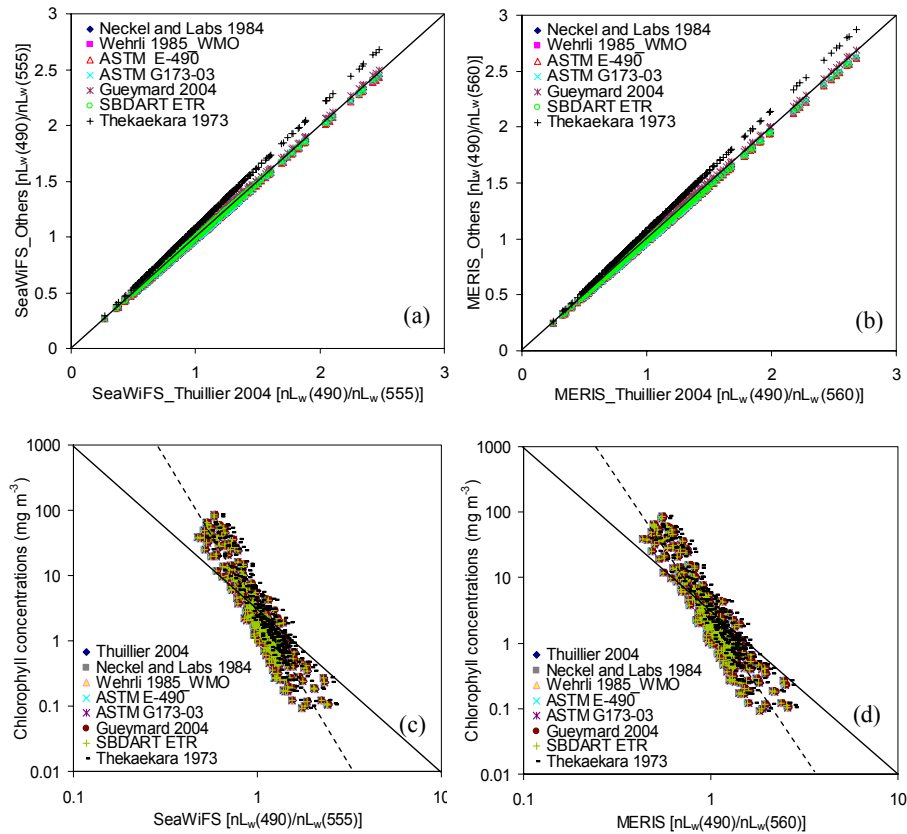 SeaWiFS_Others [nLw(490)/nLw(555)]
3
2.5
2
1.5
1
0.5
0
Neckel and Labs 1984
Wehrli 1985_WMO
ASTM E-490
ASTM G173-03
Gueymard 2004
SBDART ETR
Thekaekara 1973
(a)
0 1 2 3
SeaWiFS_Thuillier 2004 [nLw(490)/nLw(555)]
MERIS_Others [nLw(490)/nLw(560)]
3
2.5
2
1.5
1
0.5
0
Neckel and Labs 1984
Wehrli 1985_WMO
ASTM E-490
ASTM G173-03
Gueymard 2004
SBDART ETR
Thekaekara 1973
(b)
0 1 2 3
MERIS_Thuillier 2004 [nLw(490)/nLw(560)]
Chlorophyll concentrations (mg m-3)
1000
100
10
1
0.1
0.01
Thuillier 2004
Neckel and Labs 1984
Wehrli 1985_WMO
ASTM E-490
ASTM G173-03
Gueymard 2004
SBDART ETR
Thekaekara 1973
(c)
0.1 1 10
SeaWiFS [nLw(490)/nLw(555)]
Chlorophyll concentrations (mg m-3)
1000
100
10
1
0.1
0.01
Thuillier 2004
Neckel and Labs 1984
Wehrli 1985_WMO
ASTM E-490
ASTM G173-03
Gueymard 2004
SBDART ETR
Thekaekara 1973
(d)
0.1 1 10
MERIS [nLw(490)/nLw(560)]